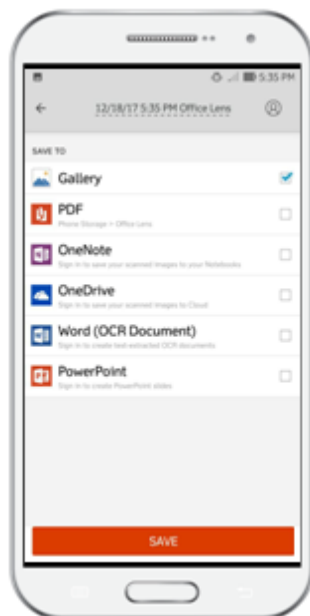 5:35 PM
12/18/17 5:35 PM Office Lens
SAVE TO
Gallery
PDF
Phone Storage > Office Lens
OneNote
Sign in to save your scanned images to your Notebooks
OneDrive
Sign in to save your scanned images to Cloud
Word (OCR Document)
Sign in to create text-extracted OCR documents
PowerPoint
Sign in to create PowerPoint slides
SAVE